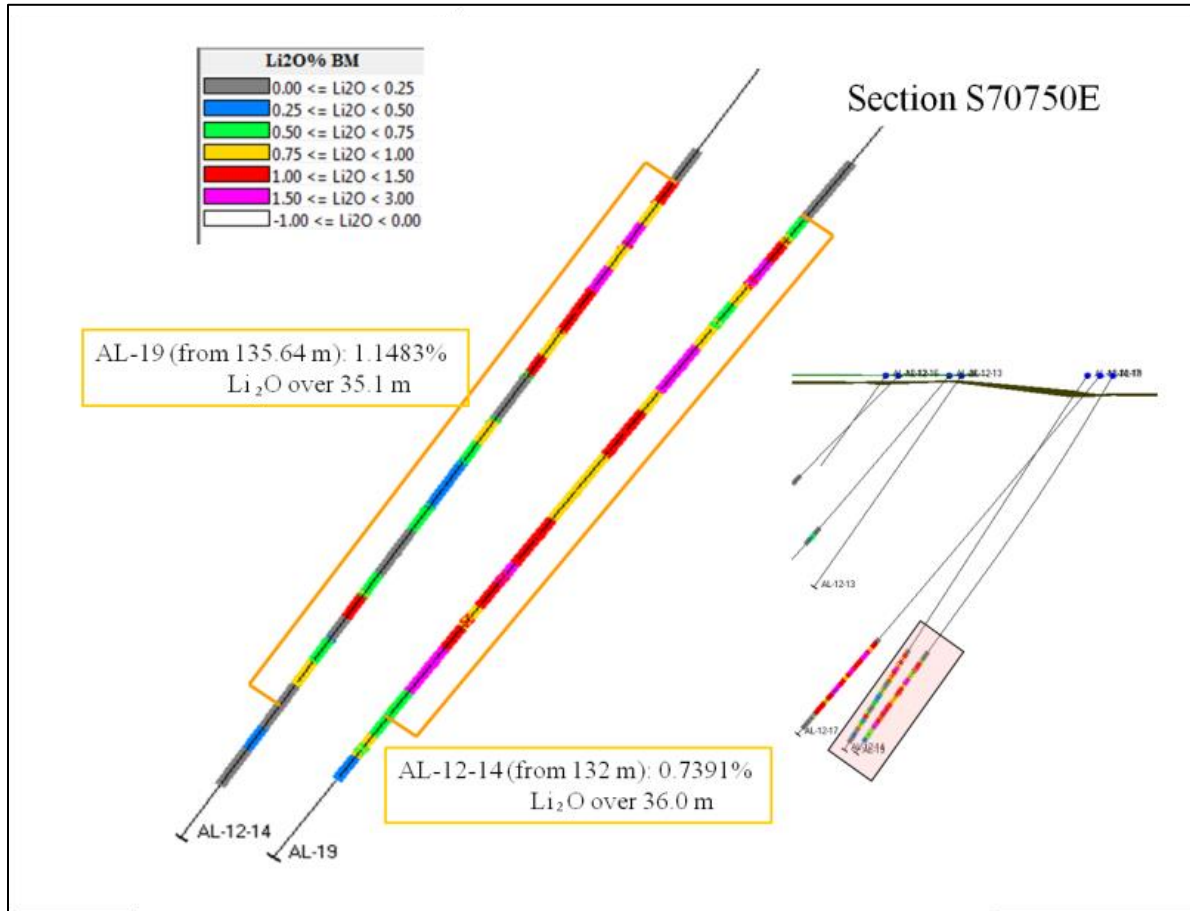 Li2O% BM
0.00 <= Li2O < 0.25
0.25 <= Li2O < 0.50
0.50 <= Li2O < 0.75
0.75 <= Li2O < 1.00
1.00 <= Li2O < 1.50
1.50 <= Li2O < 3.00
-1.00 <= Li2O < 0.00
Section S70750E
AL-19 (from 135.64 m): 1.1483%
Li₂O over 35.1 m
AL-12-13
AL-12-13
AL-12-17
AL-12-14 (from 132 m): 0.7391%
Li₂O over 36.0 m
AL-12-14
AL-19